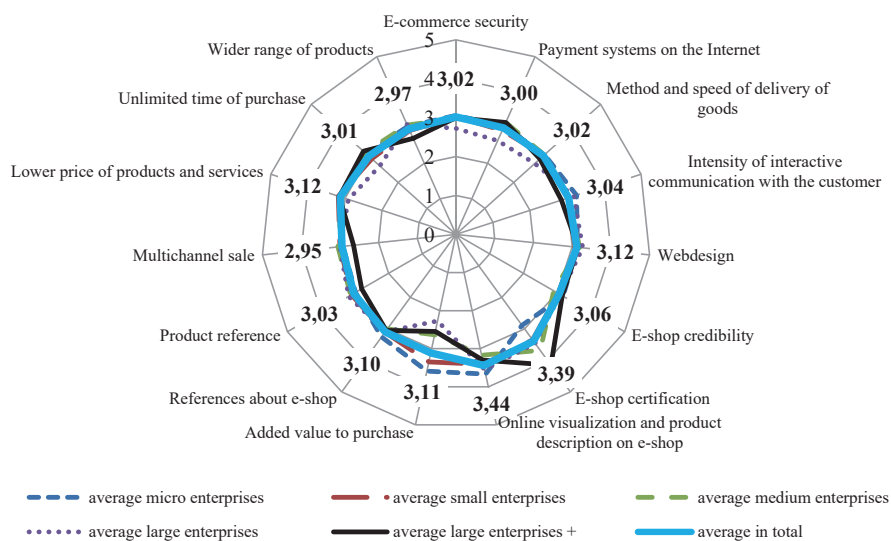 E-commerce security
Wider range of products
Payment systems on the Internet
Unlimited time of purchase
Method and speed of delivery of
goods
Lower price of products and services
Intensity of interactive
communication with the customer
Multichannel sale
Webdesign
Product reference
E-shop credibility
References about e-shop
E-shop certification
Added value to purchase
Online visualization and product
description on e-shop
5
4
3
2
1
0
3,02
3,00
3,02
3,04
3,12
3,06
3,39
3,44
3,11
3,10
3,03
2,95
3,12
3,01
2,97
average micro enterprises
average small enterprises
average medium enterprises
average large enterprises
average large enterprises +
average in total